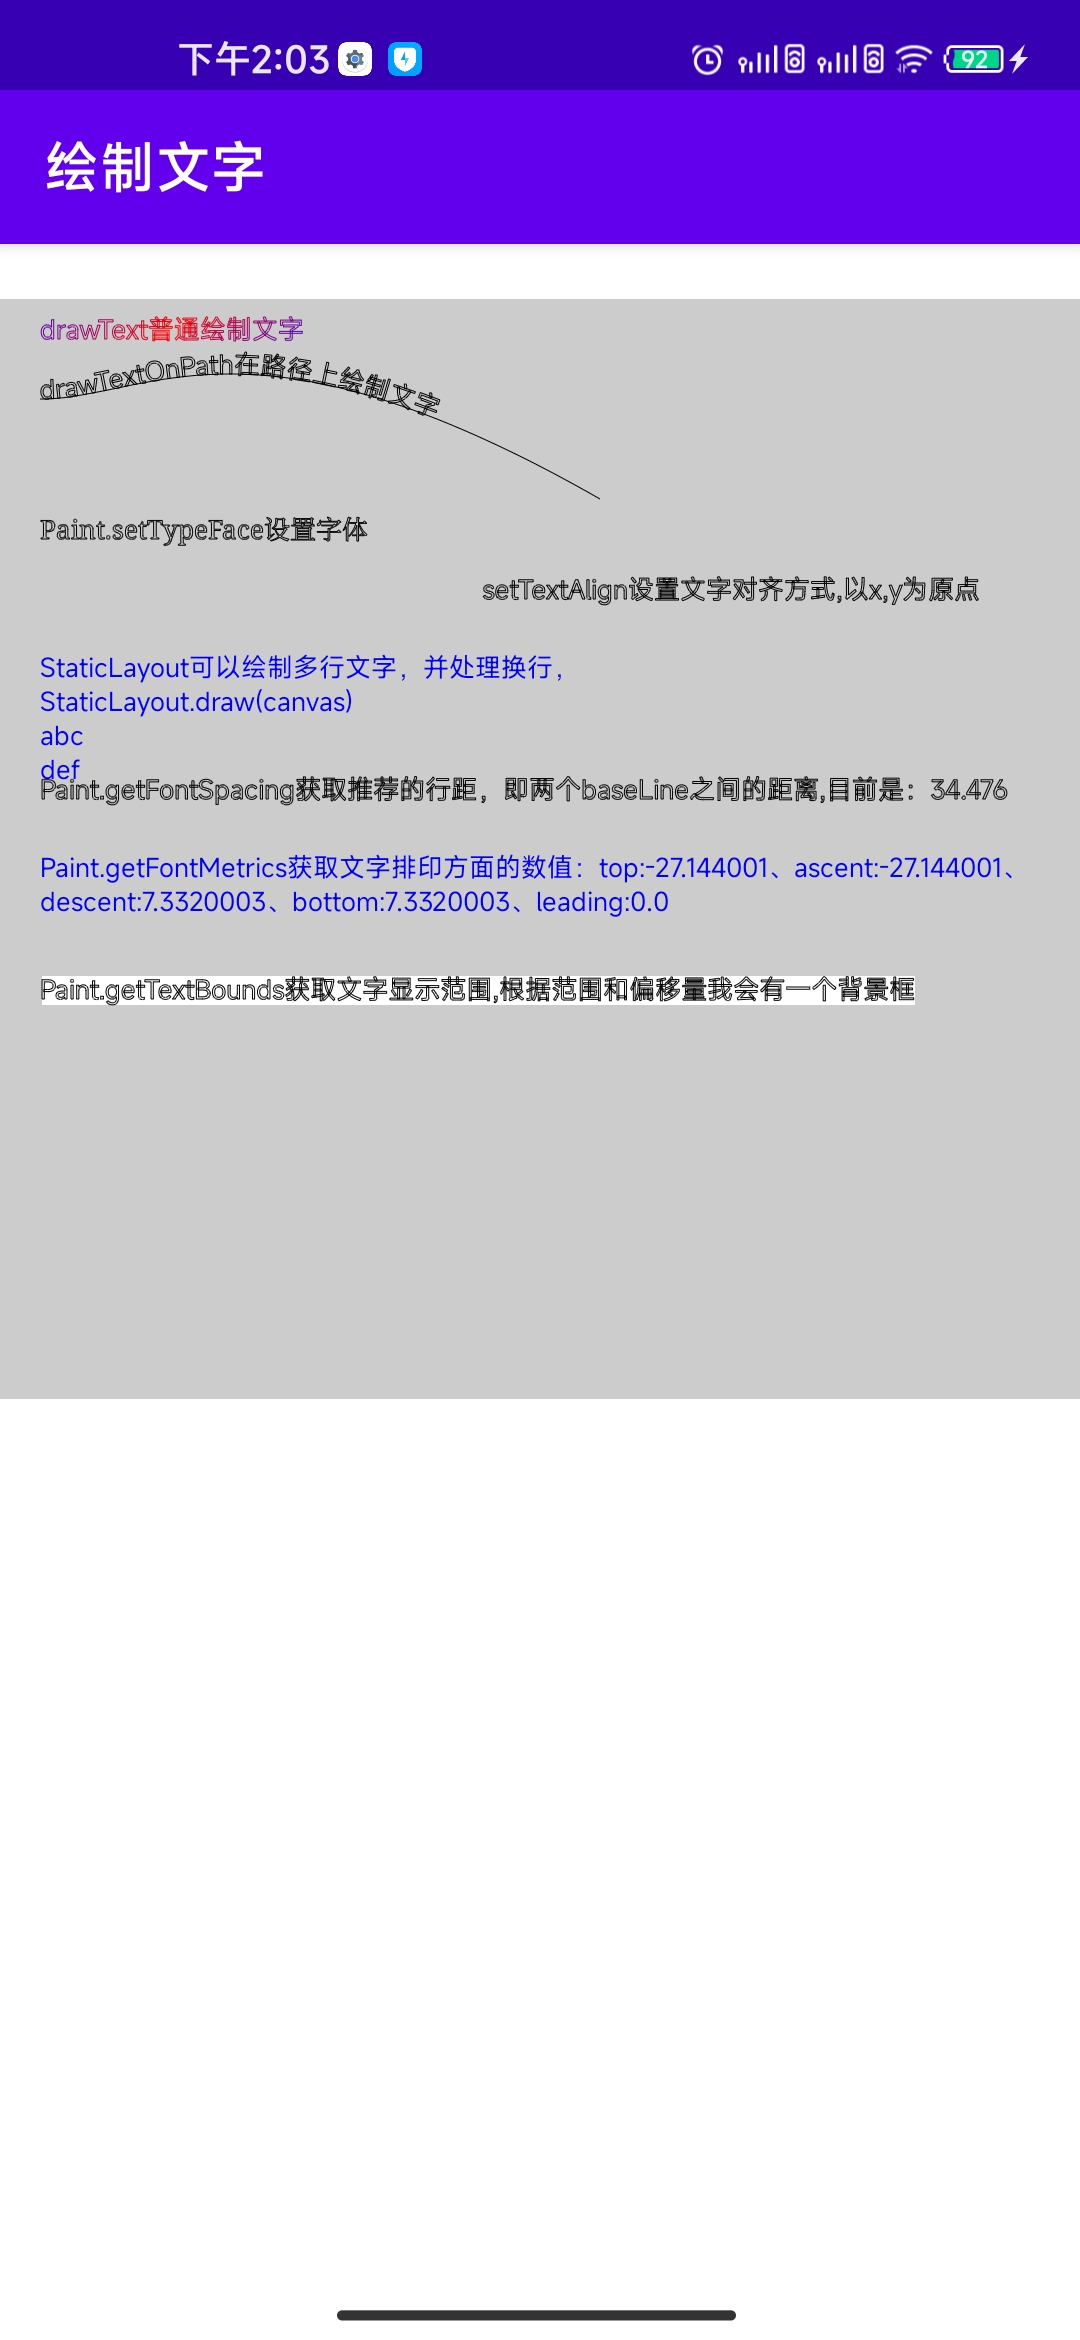 下午2:03
92
绘制文字
drawText普通绘制文字
drawTextOnPath在路径上绘制文字
Paint.setTypeFace设置字体
setTextAlign设置文字对齐方式,以x,y为原点
StaticLayout可以绘制多行文字，并处理换行，
StaticLayout.draw(canvas)
abc
def
Paint.getFontSpacing获取推荐的行距，即两个baseLine之间的距离,目前是：34.476
Paint.getFontMetrics获取文字排印方面的数值：top:-27.144001、ascent:-27.144001、
descent:7.3320003、bottom:7.3320003、leading:0.0
Paint.getTextBounds获取文字显示范围,根据范围和偏移量我会有一个背景框